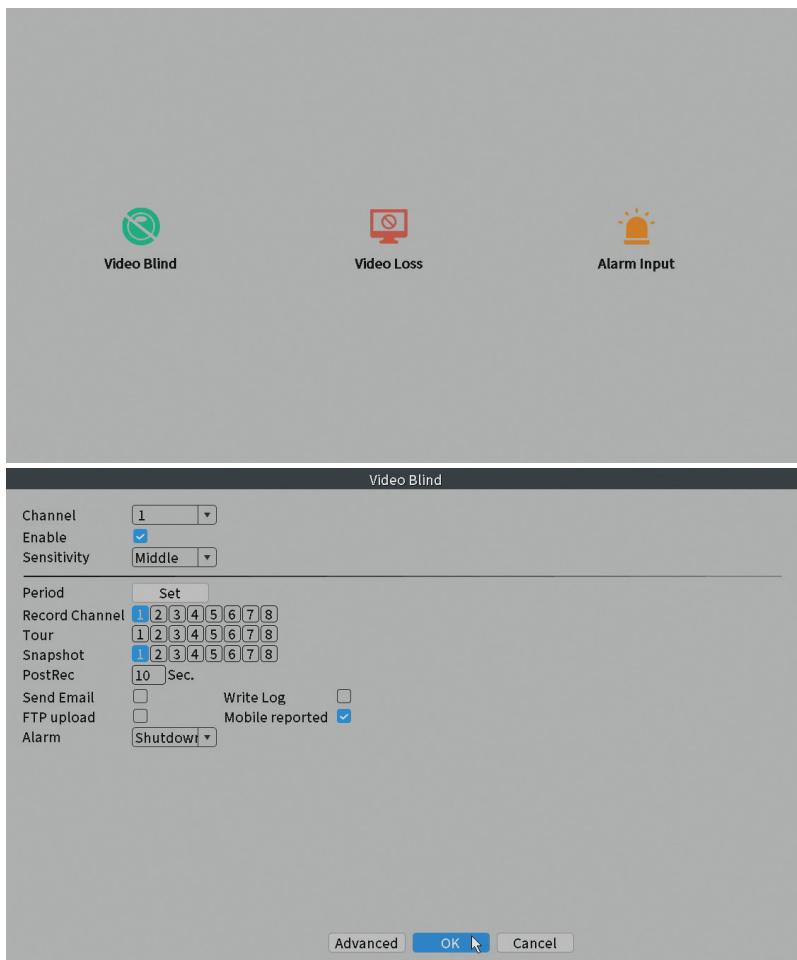 Video Blind Video Loss Alarm Input
Video Blind
Channel 1
Enable
Sensitivity Middle
Period Set
Record Channel 1 2 3 4 5 6 7 8
Tour 1 2 3 4 5 6 7 8
Snapshot 1 2 3 4 5 6 7 8
PostRec 10 Sec.
Send Email Write Log
FTP upload Mobile reported
Alarm Shutdow
Advanced OK Cancel